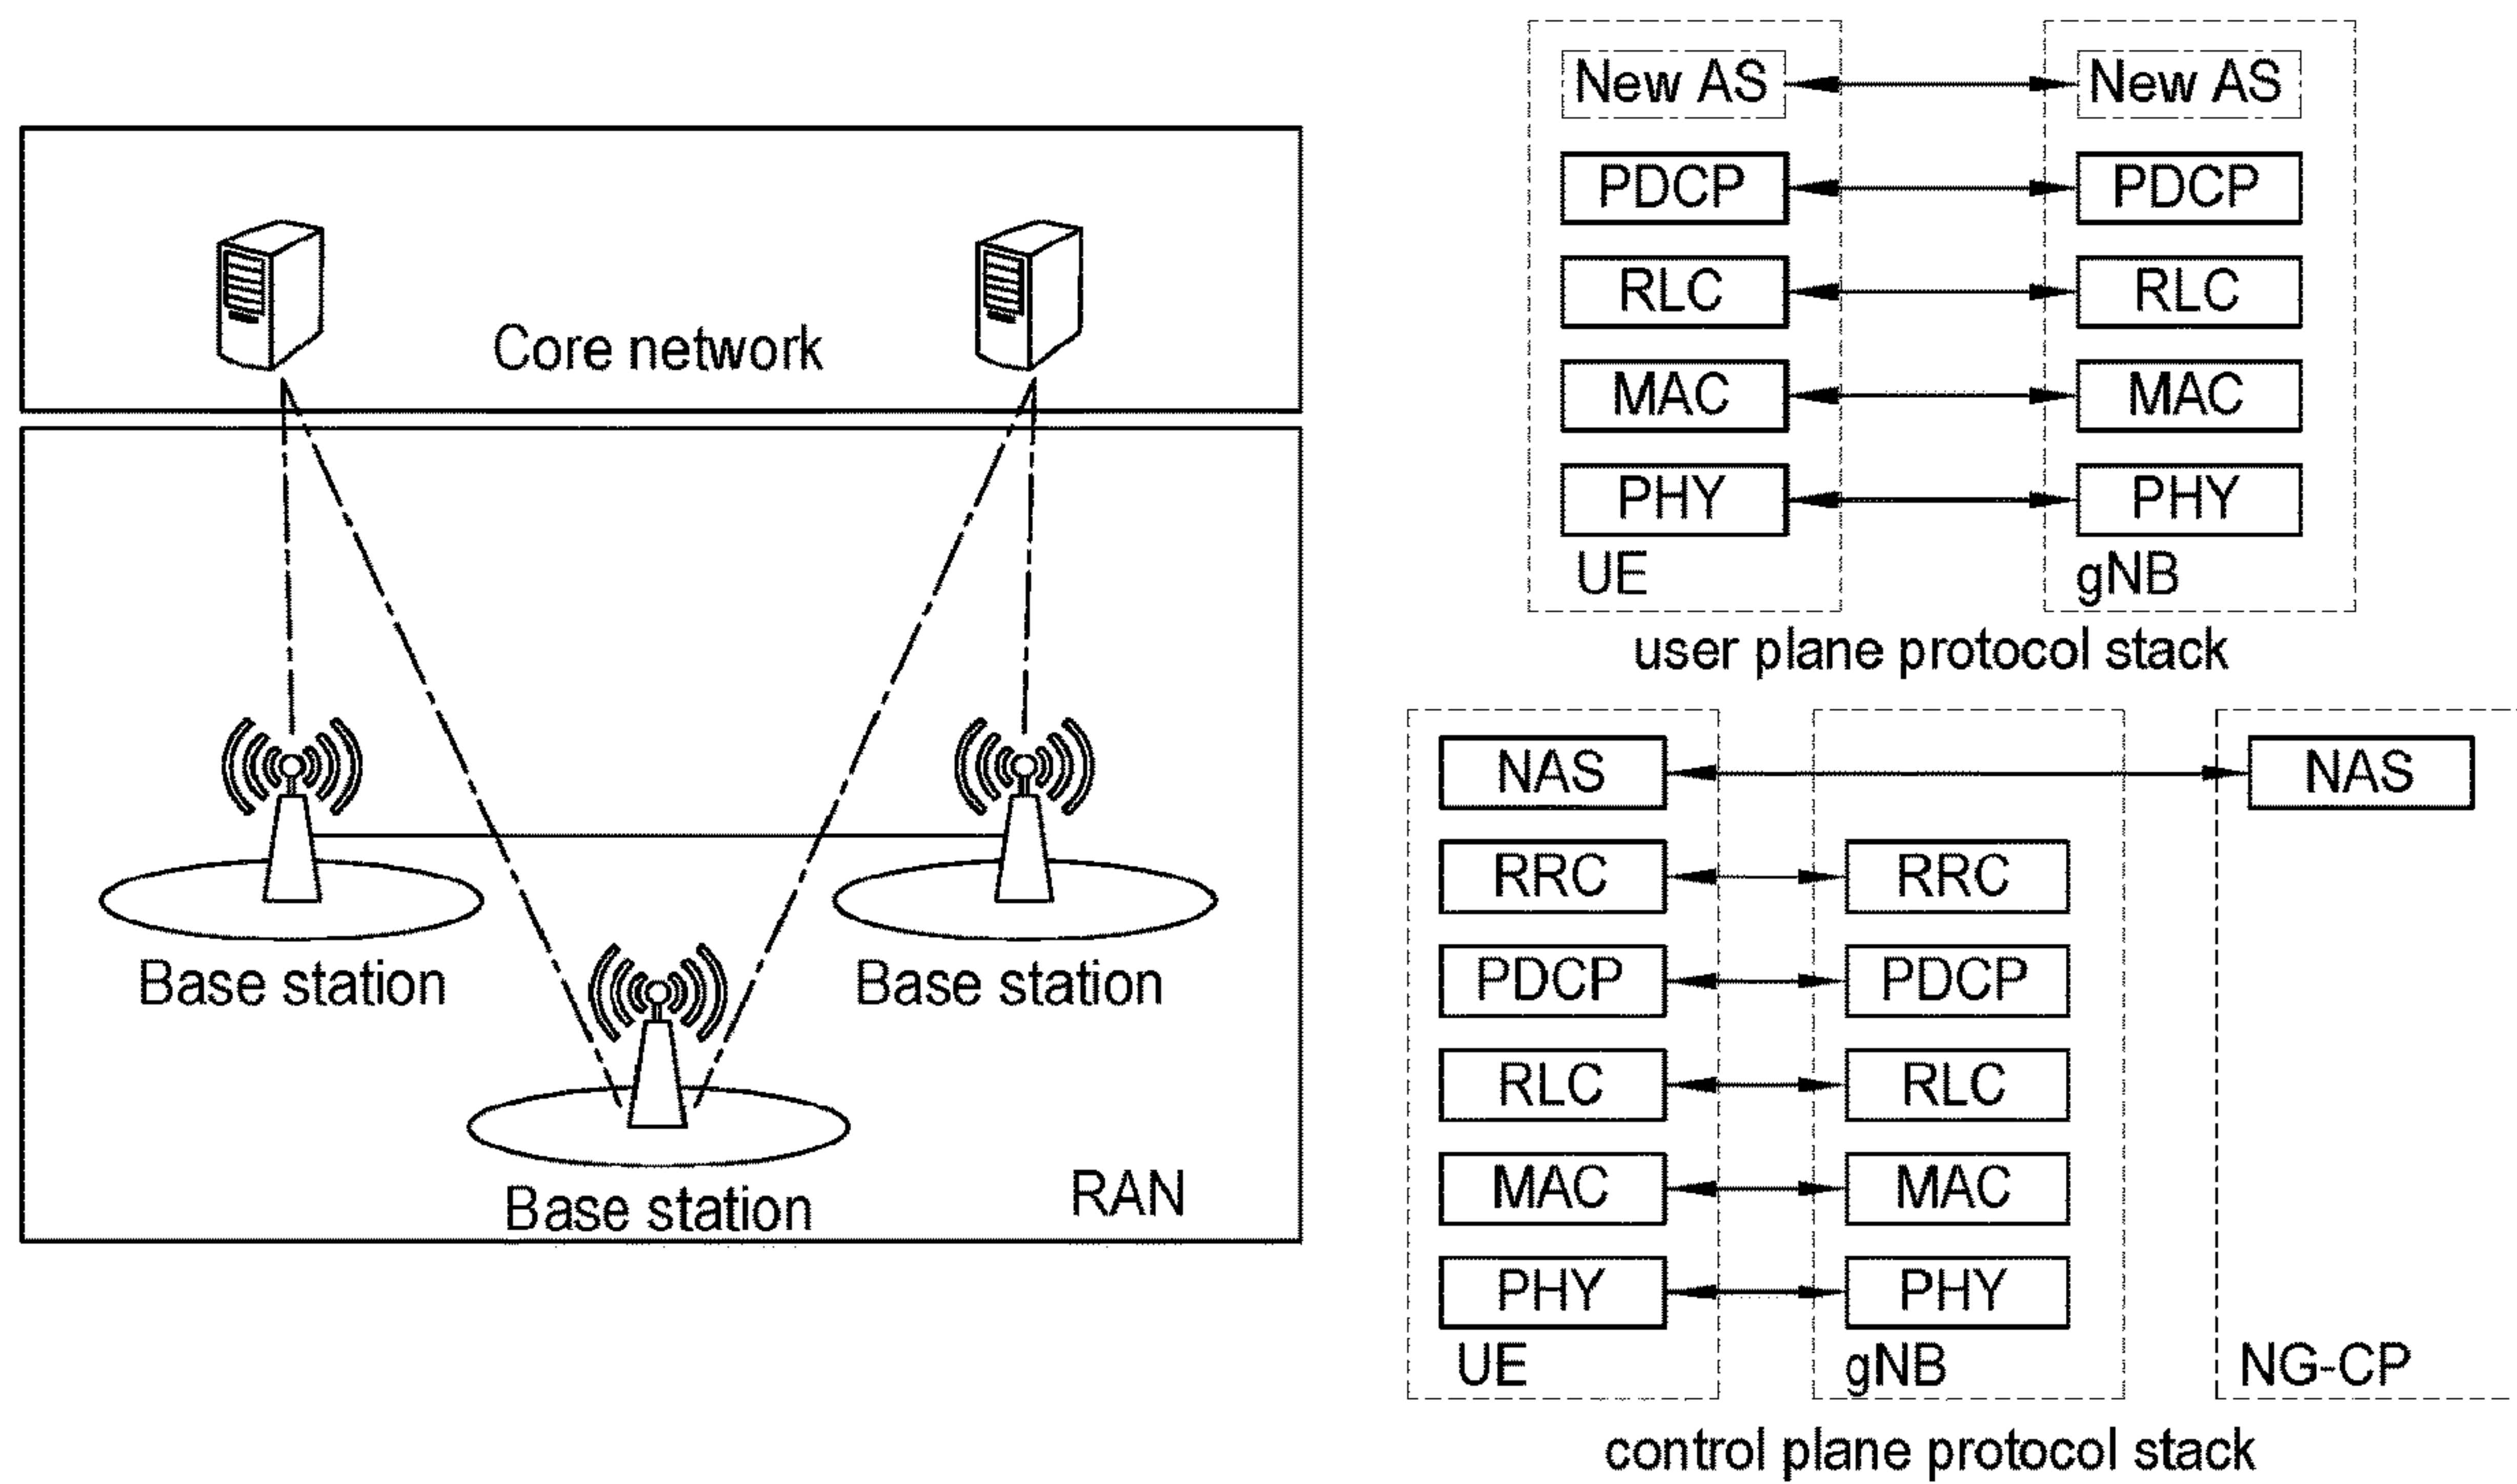 Core network
Base station
Base station
Base station
RAN
New AS
New AS
PDCP
PDCP
RLC
RLC
MAC
MAC
PHY
PHY
UE
gNB
user plane protocol stack
NAS
NAS
RRC
RRC
PDCP
PDCP
RLC
RLC
MAC
MAC
PHY
PHY
UE
gNB
NG-CP
control plane protocol stack